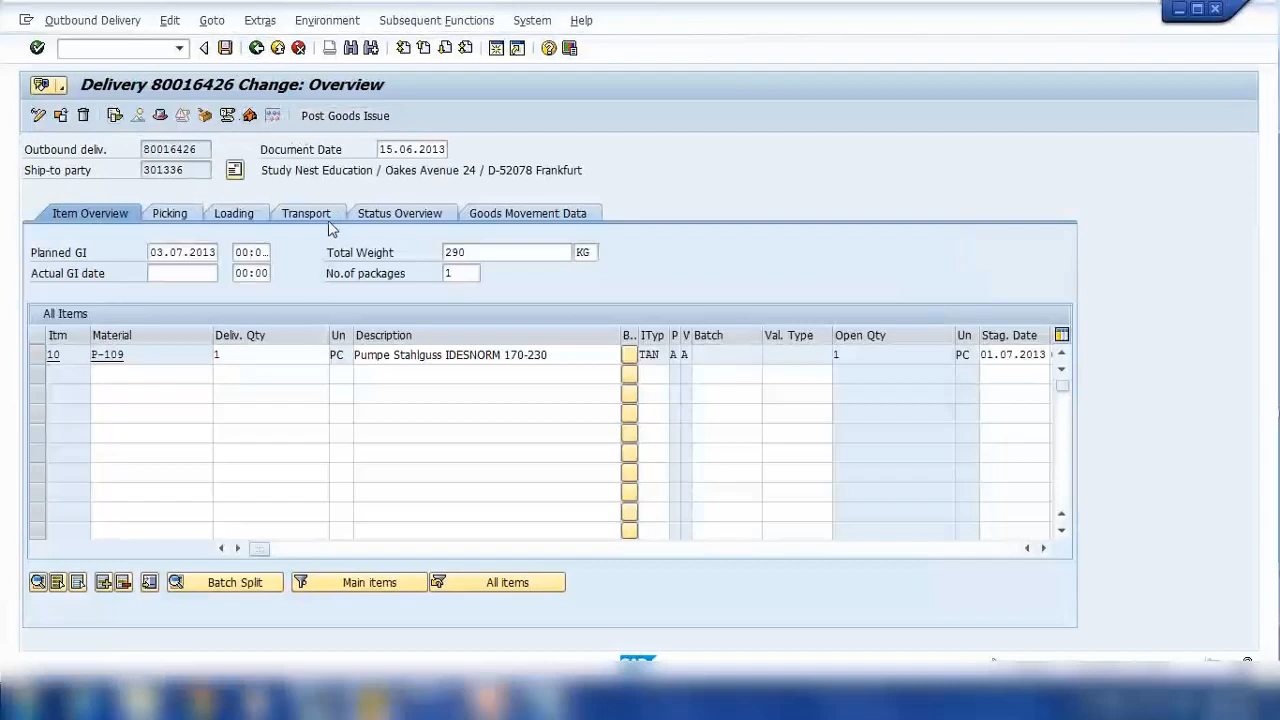 Outbound Delivery Edit Goto Extras Environment Subsequent Functions System Help
Delivery 80016426 Change: Overview
Post Goods Issue
Outbound deliv. 80016426 Document Date 15.06.2013
Ship-to party 301336 Study Nest Education / Oakes Avenue 24 / D-52078 Frankfurt
Item Overview Picking Loading Transport Status Overview Goods Movement Data
Planned GI 03.07.2013 00:0.. Total Weight 290 KG
Actual GI date 00:00 No.of packages 1
All Items
Itm Material Deliv. Qty Un Description B.. ITyp P V Batch Val. Type Open Qty Un Stag. Date
10 P-109 1 PC Pumpe Stahlguss IDESNORM 170-230 TAN A A 1 PC 01.07.2013
Batch Split Main items All items